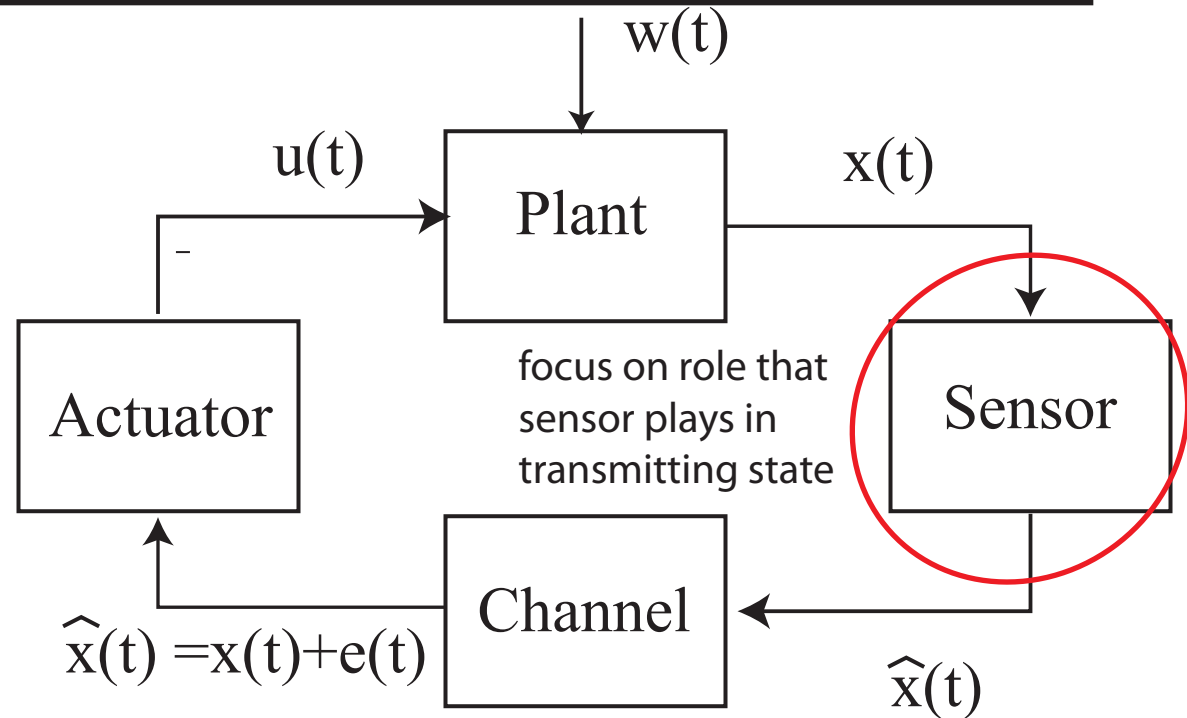 w(t)
u(t)
x(t)
Plant
–
focus on role that
sensor plays in
transmitting state
Actuator
Sensor
Channel
x̂(t) =x(t)+e(t)
x̂(t)